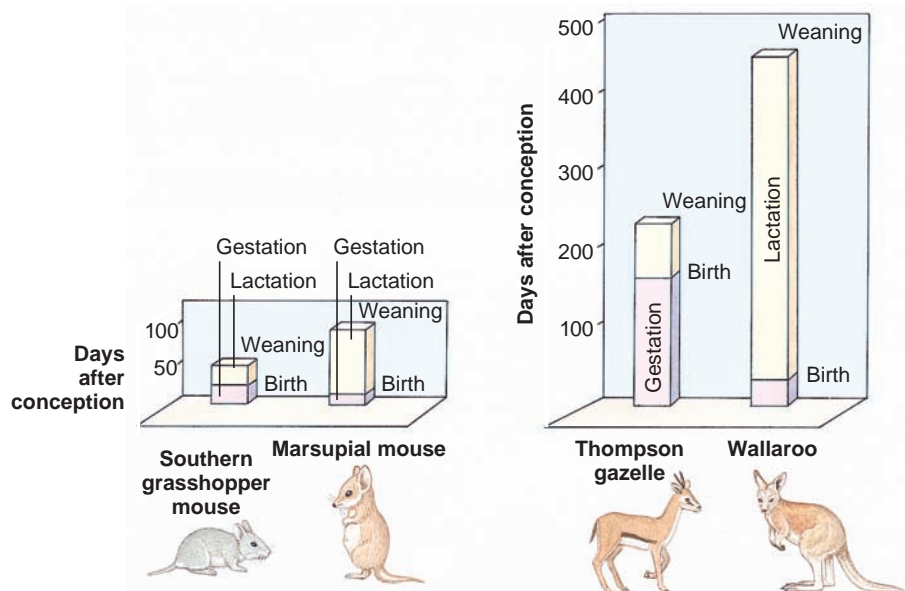 Gestation
Gestation
Lactation
Lactation
Weaning
Weaning
100
50
Birth
Birth
Days
after
conception
Southern
grasshopper
mouse
Marsupial mouse
500
400
300
200
100
Days after conception
Weaning
Weaning
Lactation
Birth
Gestation
Birth
Thompson
gazelle
Wallaroo